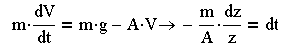 m·dV/dt = m·g − A·V → − m/A · dz/z = dt